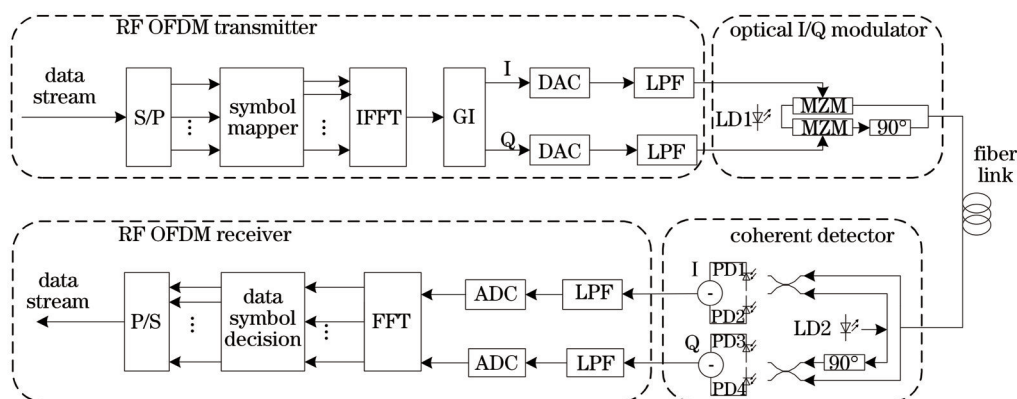 RF OFDM transmitter
optical I/Q modulator
data
stream
S/P
symbol
mapper
IFFT
GI
I
DAC
LPF
Q
DAC
LPF
LD1
MZM
MZM
90°
fiber
link
RF OFDM receiver
coherent detector
data
stream
P/S
data
symbol
decision
FFT
ADC
LPF
ADC
LPF
I
PD1
-
PD2
Q
PD3
-
PD4
LD2
90°